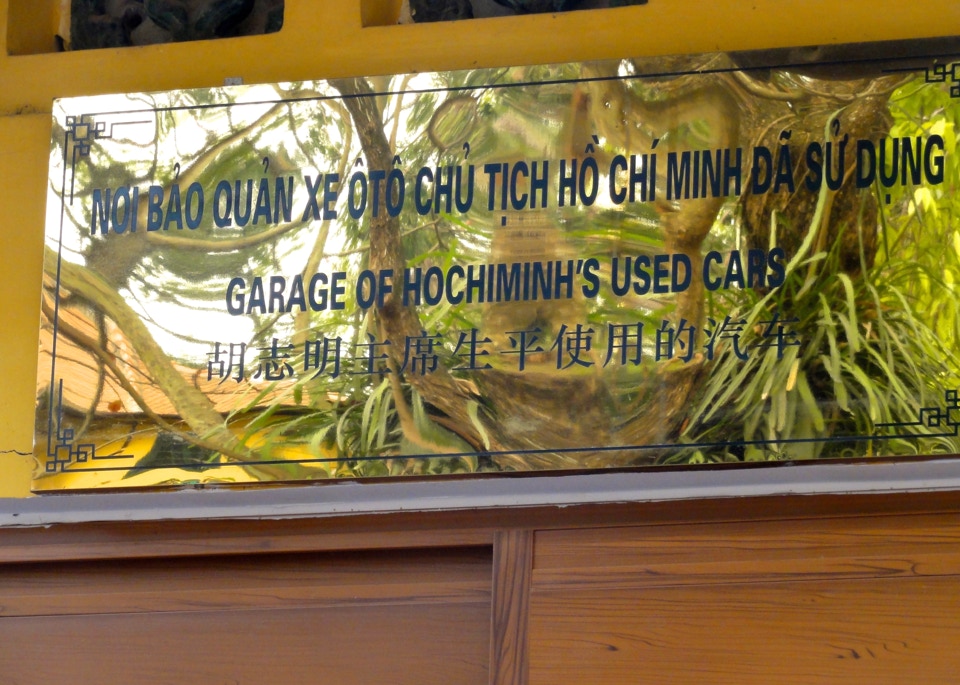 NƠI BẢO QUẢN XE ÔTÔ CHỦ TỊCH HỒ CHÍ MINH ĐÃ SỬ DỤNG
GARAGE OF HOCHIMINH'S USED CARS
胡志明主席生平使用的汽车